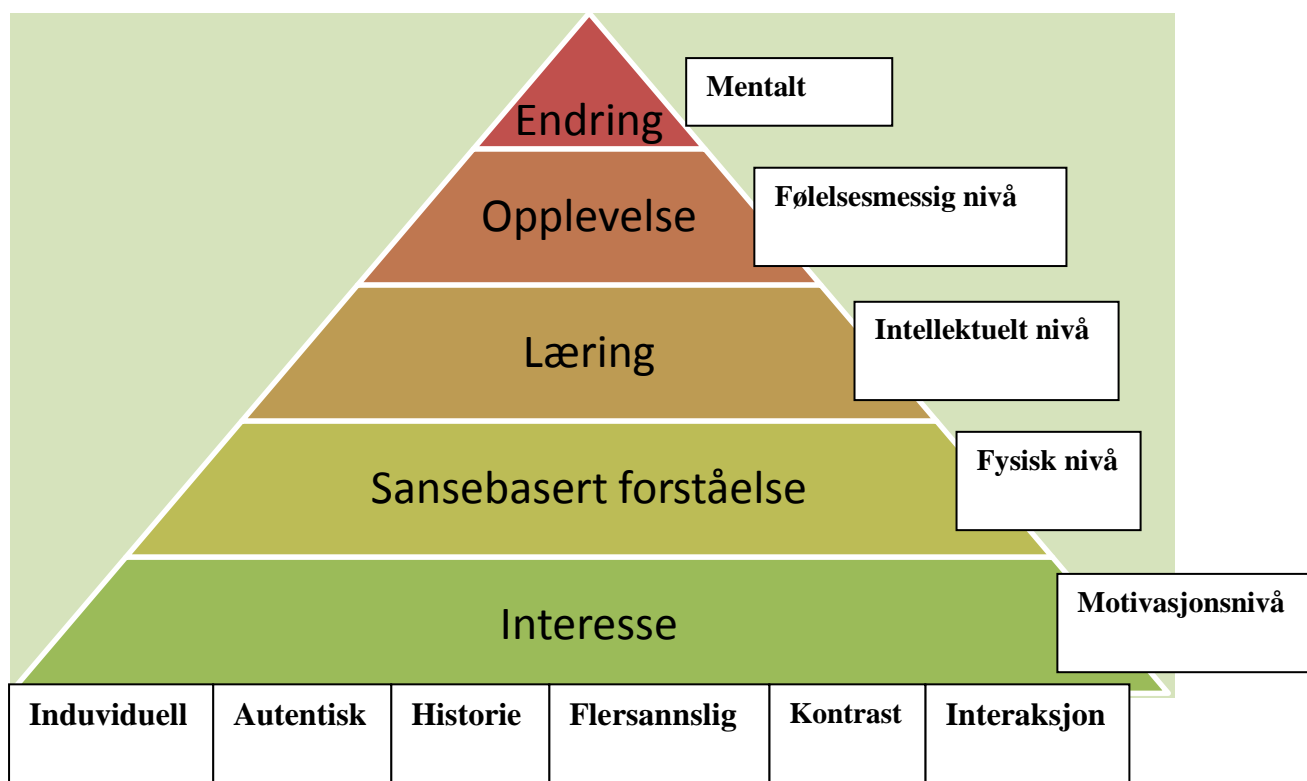 Mentalt
Endring
Følelsesmessig nivå
Opplevelse
Intellektuelt nivå
Læring
Fysisk nivå
Sansebasert forståelse
Motivasjonsnivå
Interesse
Induviduell Autentisk Historie Flersannslig Kontrast Interaksjon